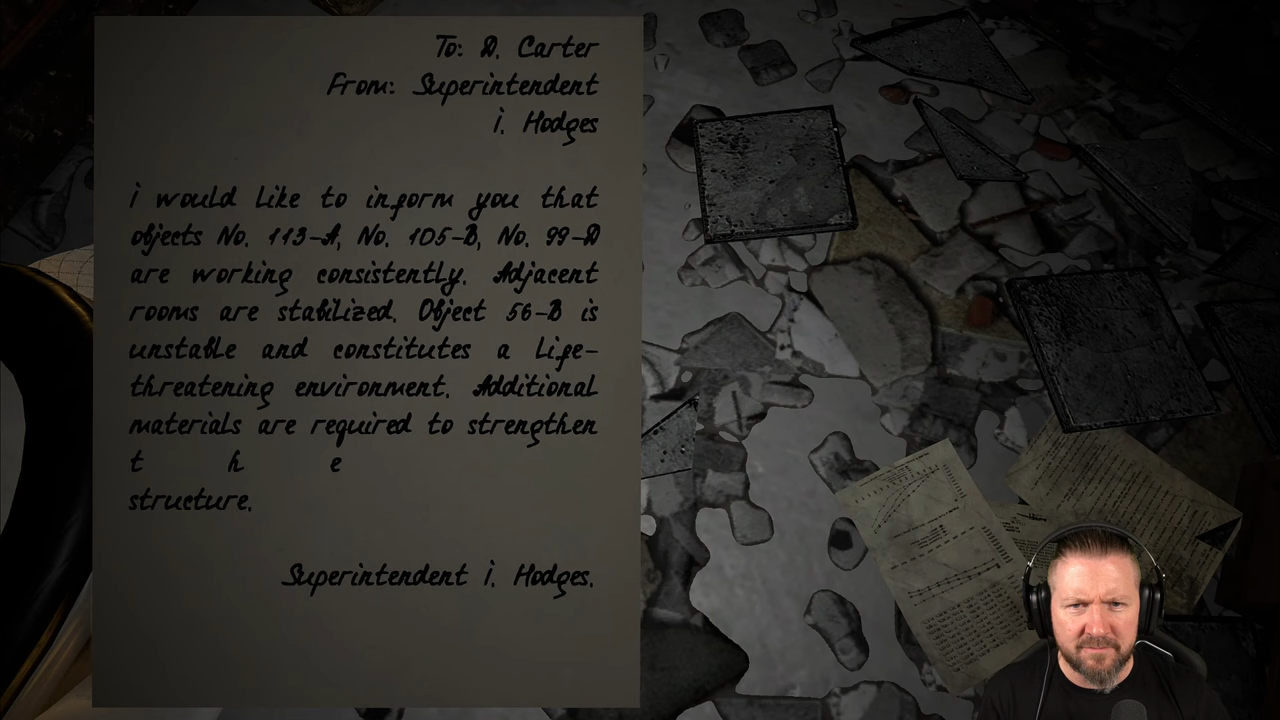 To: D. Carter
From: Superintendent
i. Hodges
i would like to inform you that
objects No. 113-A, No. 105-B, No. 99-D
are working consistently. Adjacent
rooms are stabilized. Object 56-B is
unstable and constitutes a life-
threatening environment. Additional
materials are required to strengthen
t h e
structure.
Superintendent i. Hodges.